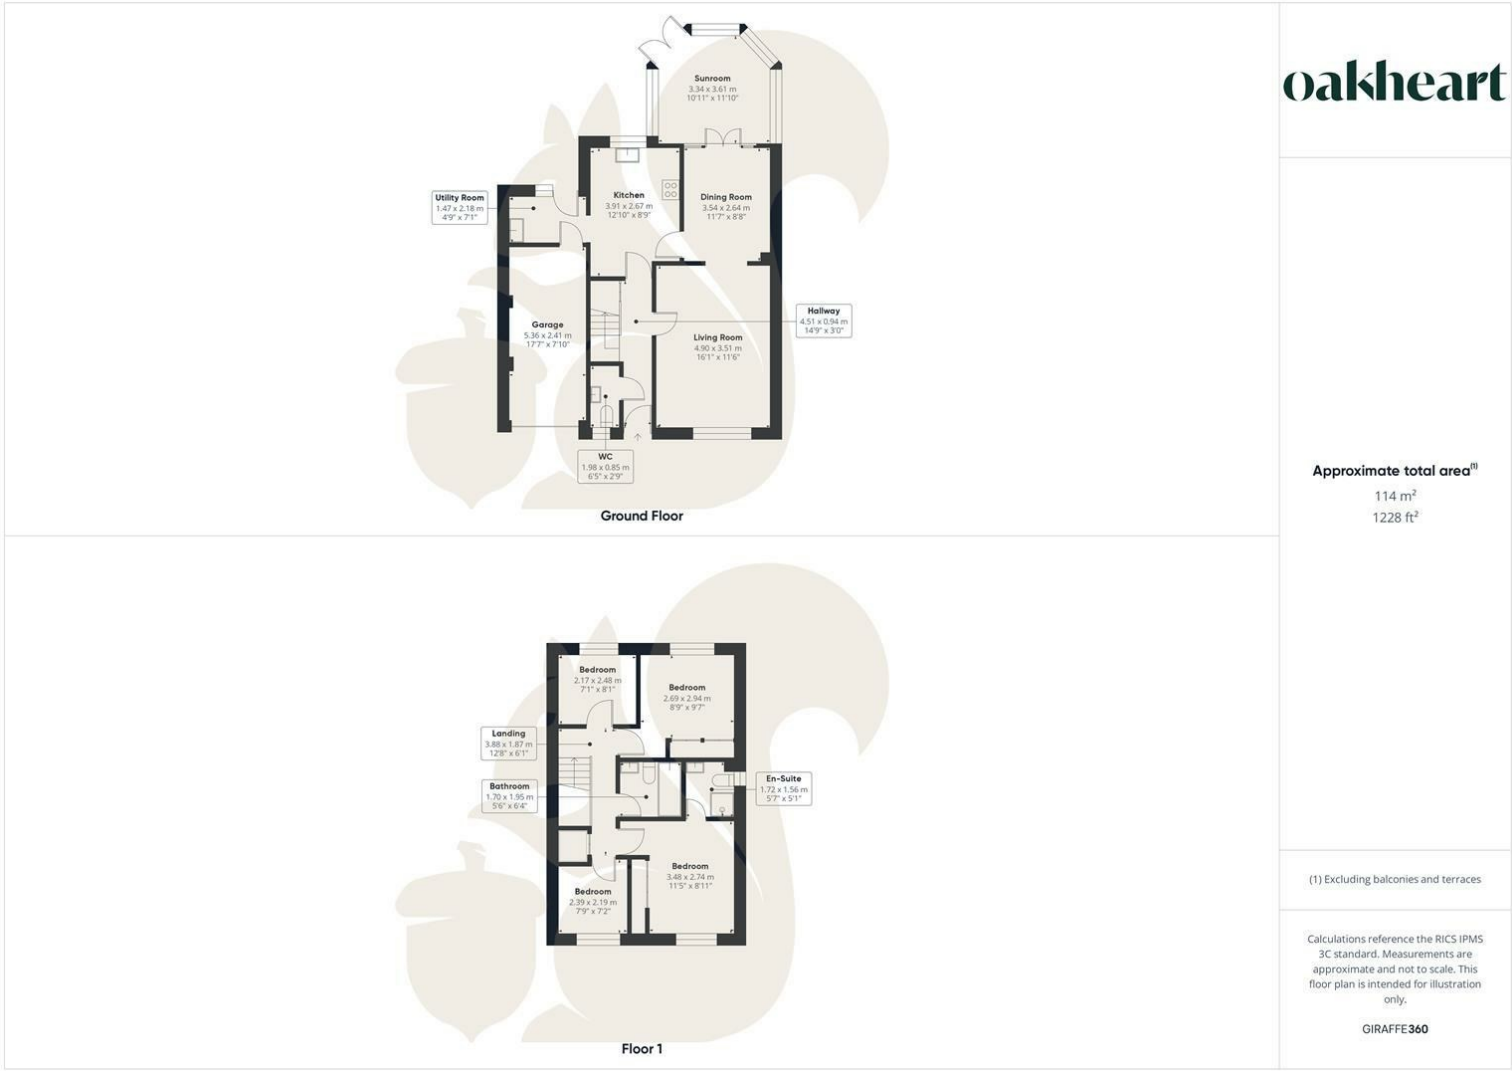 Sunroom
3.34 x 3.61 m
10'11" x 11'10"
Kitchen
3.91 x 2.67 m
12'10" x 8'9"
Dining Room
3.54 x 2.64 m
11'7" x 8'8"
Utility Room
1.47 x 2.18 m
4'9" x 7'1"
Garage
5.36 x 2.41 m
17'7" x 7'10"
Hallway
4.51 x 0.94 m
14'9" x 3'0"
Living Room
4.90 x 3.51 m
16'1" x 11'6"
WC
1.98 x 0.85 m
6'5" x 2'9"
Ground Floor
Bedroom
2.17 x 2.48 m
7'1" x 8'1"
Bedroom
2.69 x 2.94 m
8'9" x 9'7"
Landing
3.88 x 1.87 m
12'8" x 6'1"
Bathroom
1.70 x 1.95 m
5'6" x 6'4"
En-Suite
1.72 x 1.56 m
5'7" x 5'1"
Bedroom
3.48 x 2.74 m
11'5" x 8'11"
Bedroom
2.39 x 2.19 m
7'9" x 7'2"
Floor 1
oakheart
Approximate total area(1)
114 m²
1228 ft²
(1) Excluding balconies and terraces
Calculations reference the RICS IPMS
3C standard. Measurements are
approximate and not to scale. This
floor plan is intended for illustration
only.
GIRAFFE360